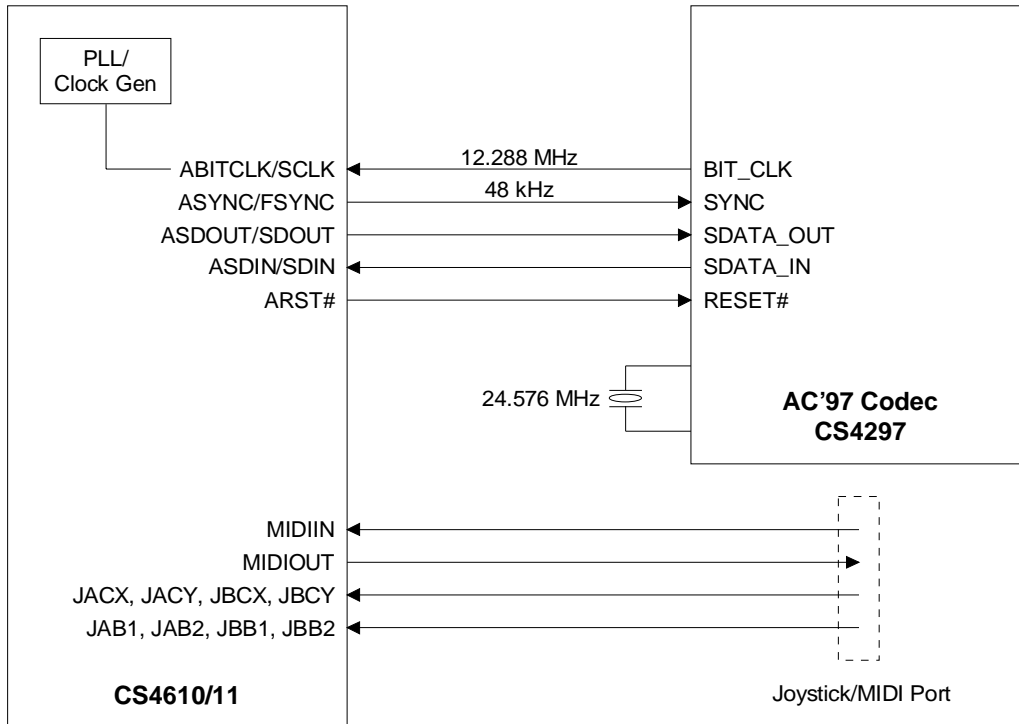 PLL/
Clock Gen
ABITCLK/SCLK
12.288 MHz
BIT_CLK
ASYNC/FSYNC
48 kHz
SYNC
ASDOUT/SDOUT
SDATA_OUT
ASDIN/SDIN
SDATA_IN
ARST#
RESET#
24.576 MHz
AC'97 Codec
CS4297
MIDIIN
MIDIOUT
JACX, JACY, JBCX, JBCY
JAB1, JAB2, JBB1, JBB2
CS4610/11
Joystick/MIDI Port